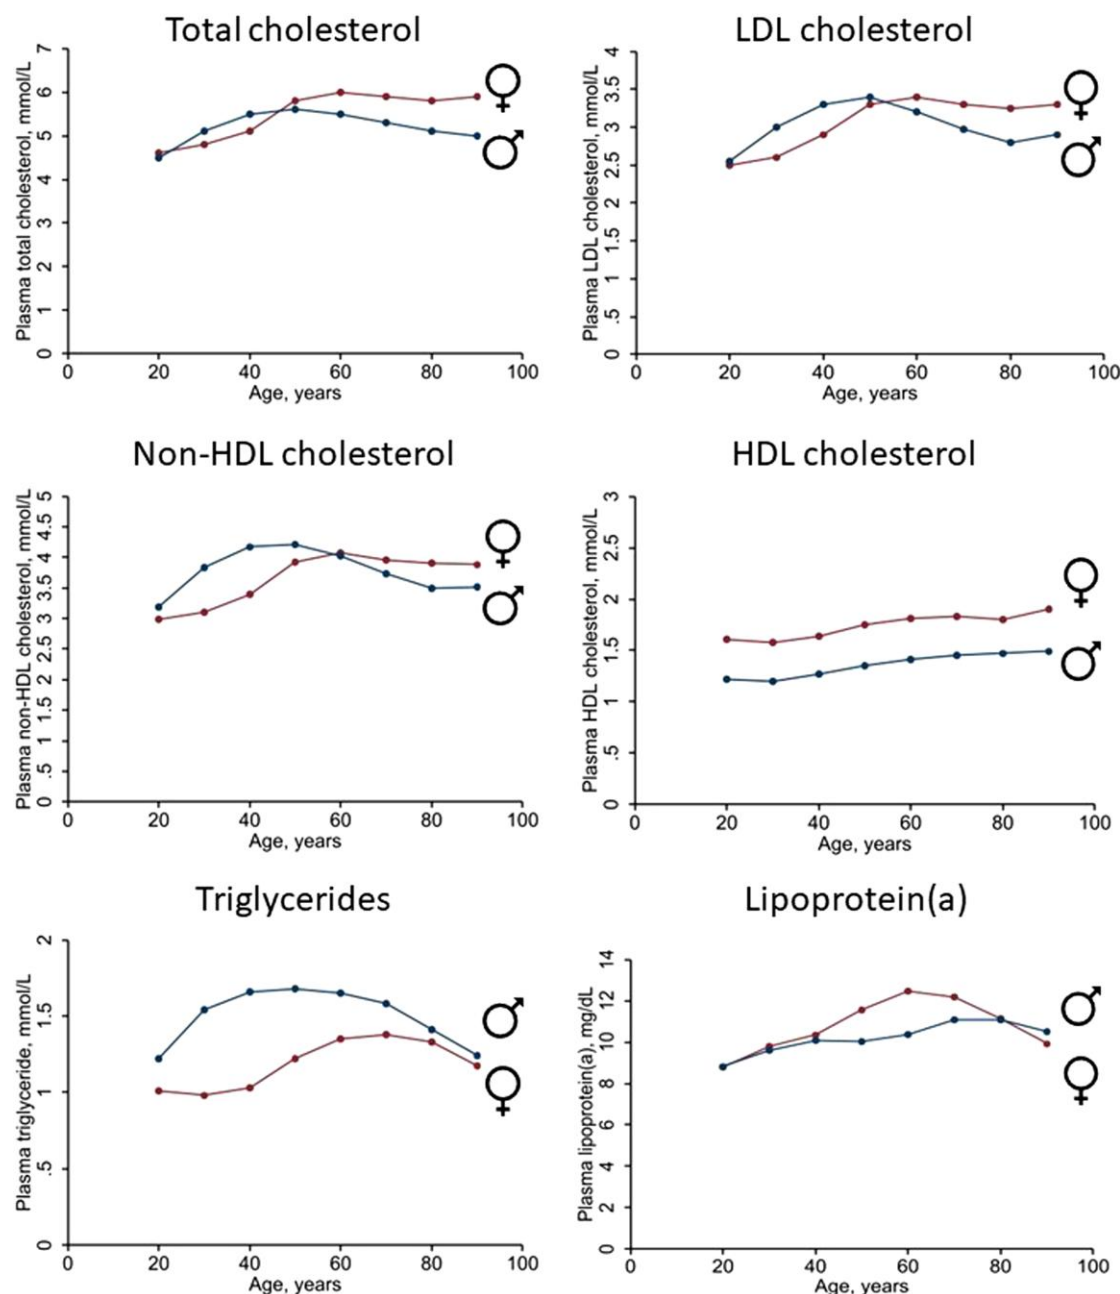 Total cholesterol
Plasma total cholesterol, mmol/L
7
6
5
4
3
2
1
0
0 20 40 60 80 100
Age, years
LDL cholesterol
Plasma LDL cholesterol, mmol/L
4
3.5
3
2.5
2
1.5
1
.5
0
0 20 40 60 80 100
Age, years
Non-HDL cholesterol
Plasma non-HDL cholesterol, mmol/L
5
4.5
4
3.5
3
2.5
2
1.5
1
.5
0
0 20 40 60 80 100
Age, years
HDL cholesterol
Plasma HDL cholesterol, mmol/L
3
2.5
2
1.5
1
.5
0
0 20 40 60 80 100
Age, years
Triglycerides
Plasma triglyceride, mmol/L
2
1.5
1
.5
0
0 20 40 60 80 100
Age, years
Lipoprotein(a)
Plasma lipoprotein(a), mg/dL
14
12
10
8
6
4
2
0
0 20 40 60 80 100
Age, years